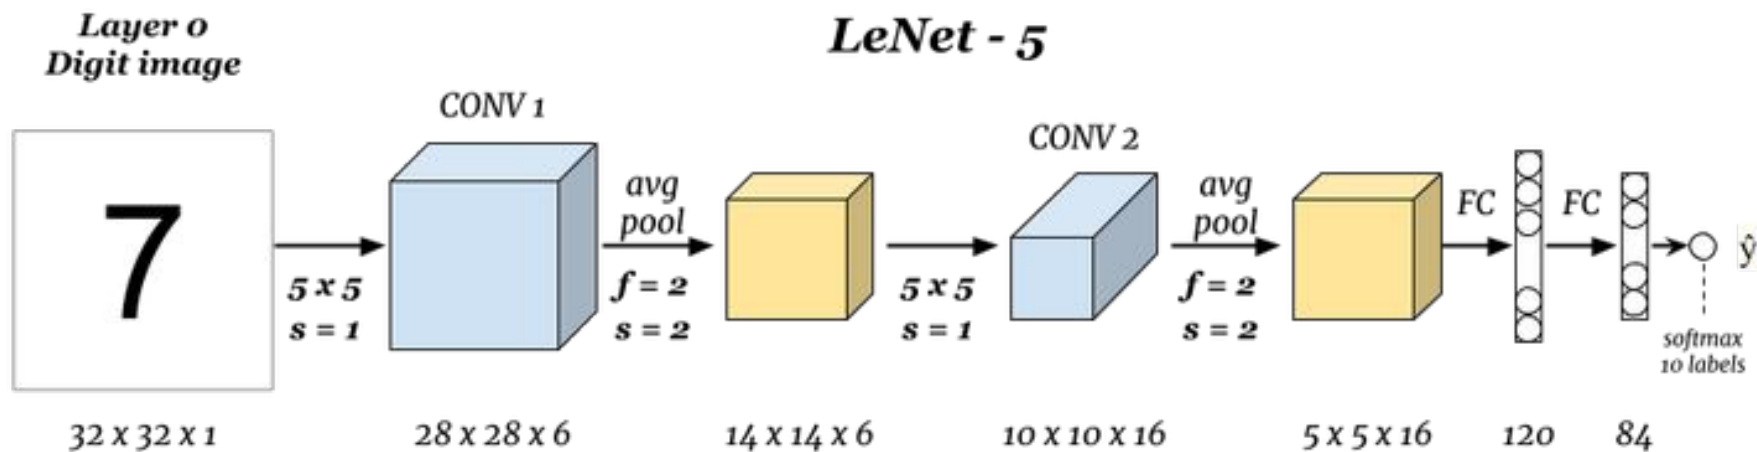 Layer 0
Digit image
LeNet - 5
7
CONV 1
CONV 2
avg
pool
avg
pool
FC
FC
5 x 5
s = 1
f = 2
s = 2
5 x 5
s = 1
f = 2
s = 2
ŷ
softmax
10 labels
32 x 32 x 1
28 x 28 x 6
14 x 14 x 6
10 x 10 x 16
5 x 5 x 16
120
84